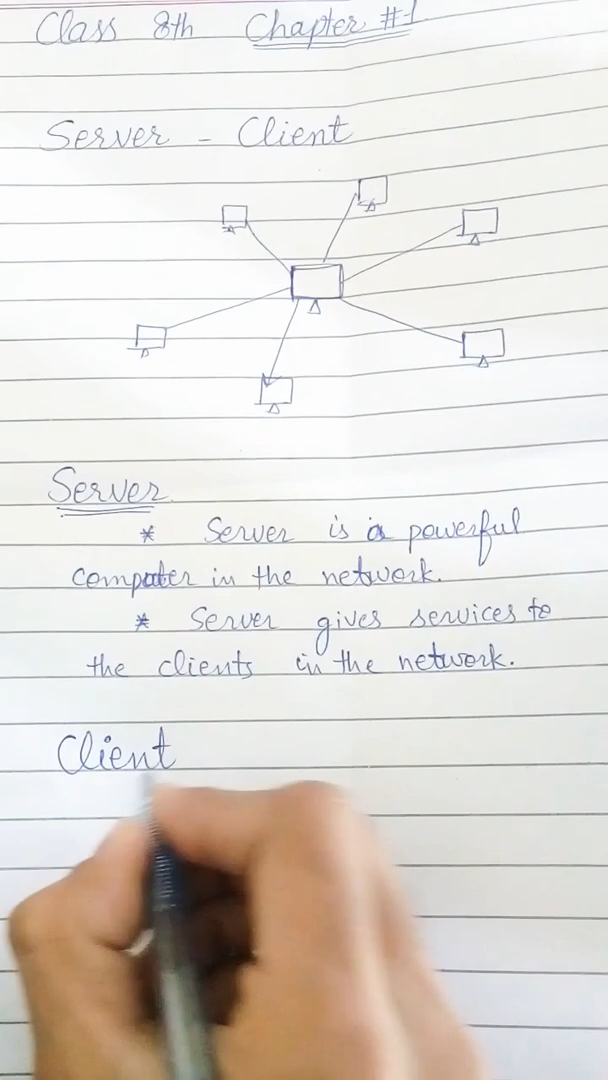 Class 8th Chapter #1
Server - Client
Server
* Server is a powerful
computer in the network.
* Server gives services to
the clients in the network.
Client